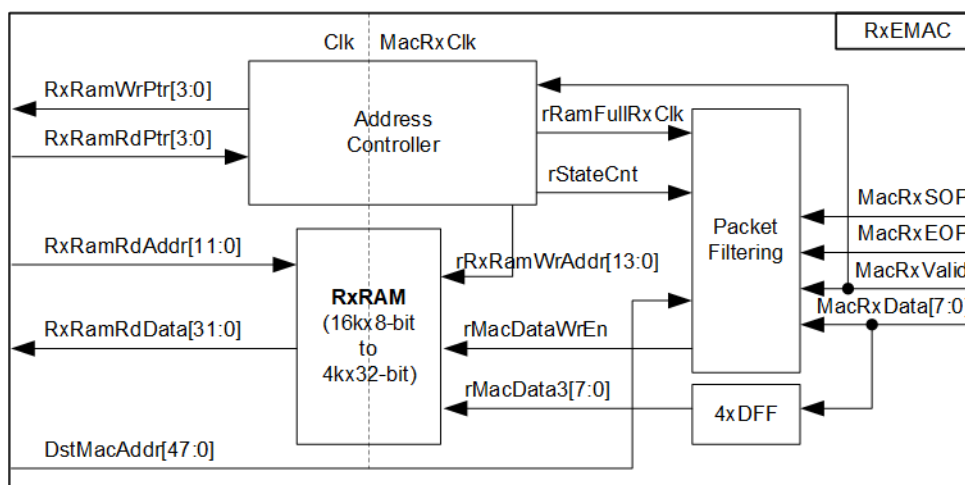 RxEMAC
Clk MacRxClk
RxRamWrPtr[3:0]
RxRamRdPtr[3:0]
Address
Controller
rRamFullRxClk
rStateCnt
Packet
Filtering
MacRxSOP
MacRxEOP
MacRxValid
MacRxData[7:0]
RxRamRdAddr[11:0]
rRxRamWrAddr[13:0]
RxRAM
(16kx8-bit
to
4kx32-bit)
RxRamRdData[31:0]
rMacDataWrEn
rMacData3[7:0]
4xDFF
DstMacAddr[47:0]